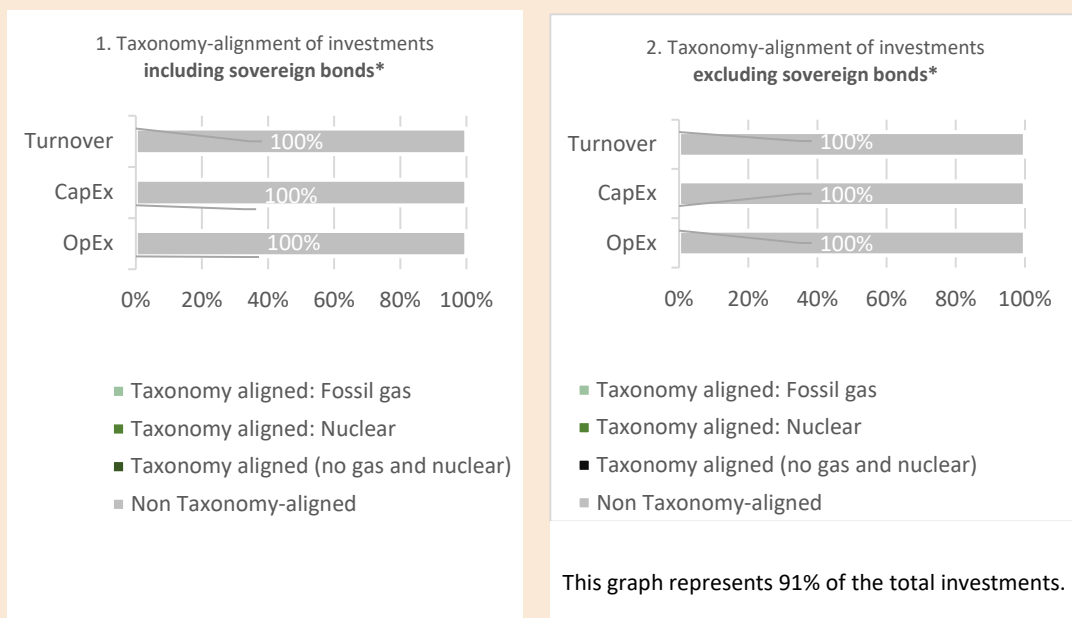 1. Taxonomy-alignment of investments
including sovereign bonds*
Turnover
100%
CapEx
100%
OpEx
100%
0% 20% 40% 60% 80% 100%
Taxonomy aligned: Fossil gas
Taxonomy aligned: Nuclear
Taxonomy aligned (no gas and nuclear)
Non Taxonomy-aligned
2. Taxonomy-alignment of investments
excluding sovereign bonds*
Turnover
100%
CapEx
100%
OpEx
100%
0% 20% 40% 60% 80% 100%
Taxonomy aligned: Fossil gas
Taxonomy aligned: Nuclear
Taxonomy aligned (no gas and nuclear)
Non Taxonomy-aligned
This graph represents 91% of the total investments.